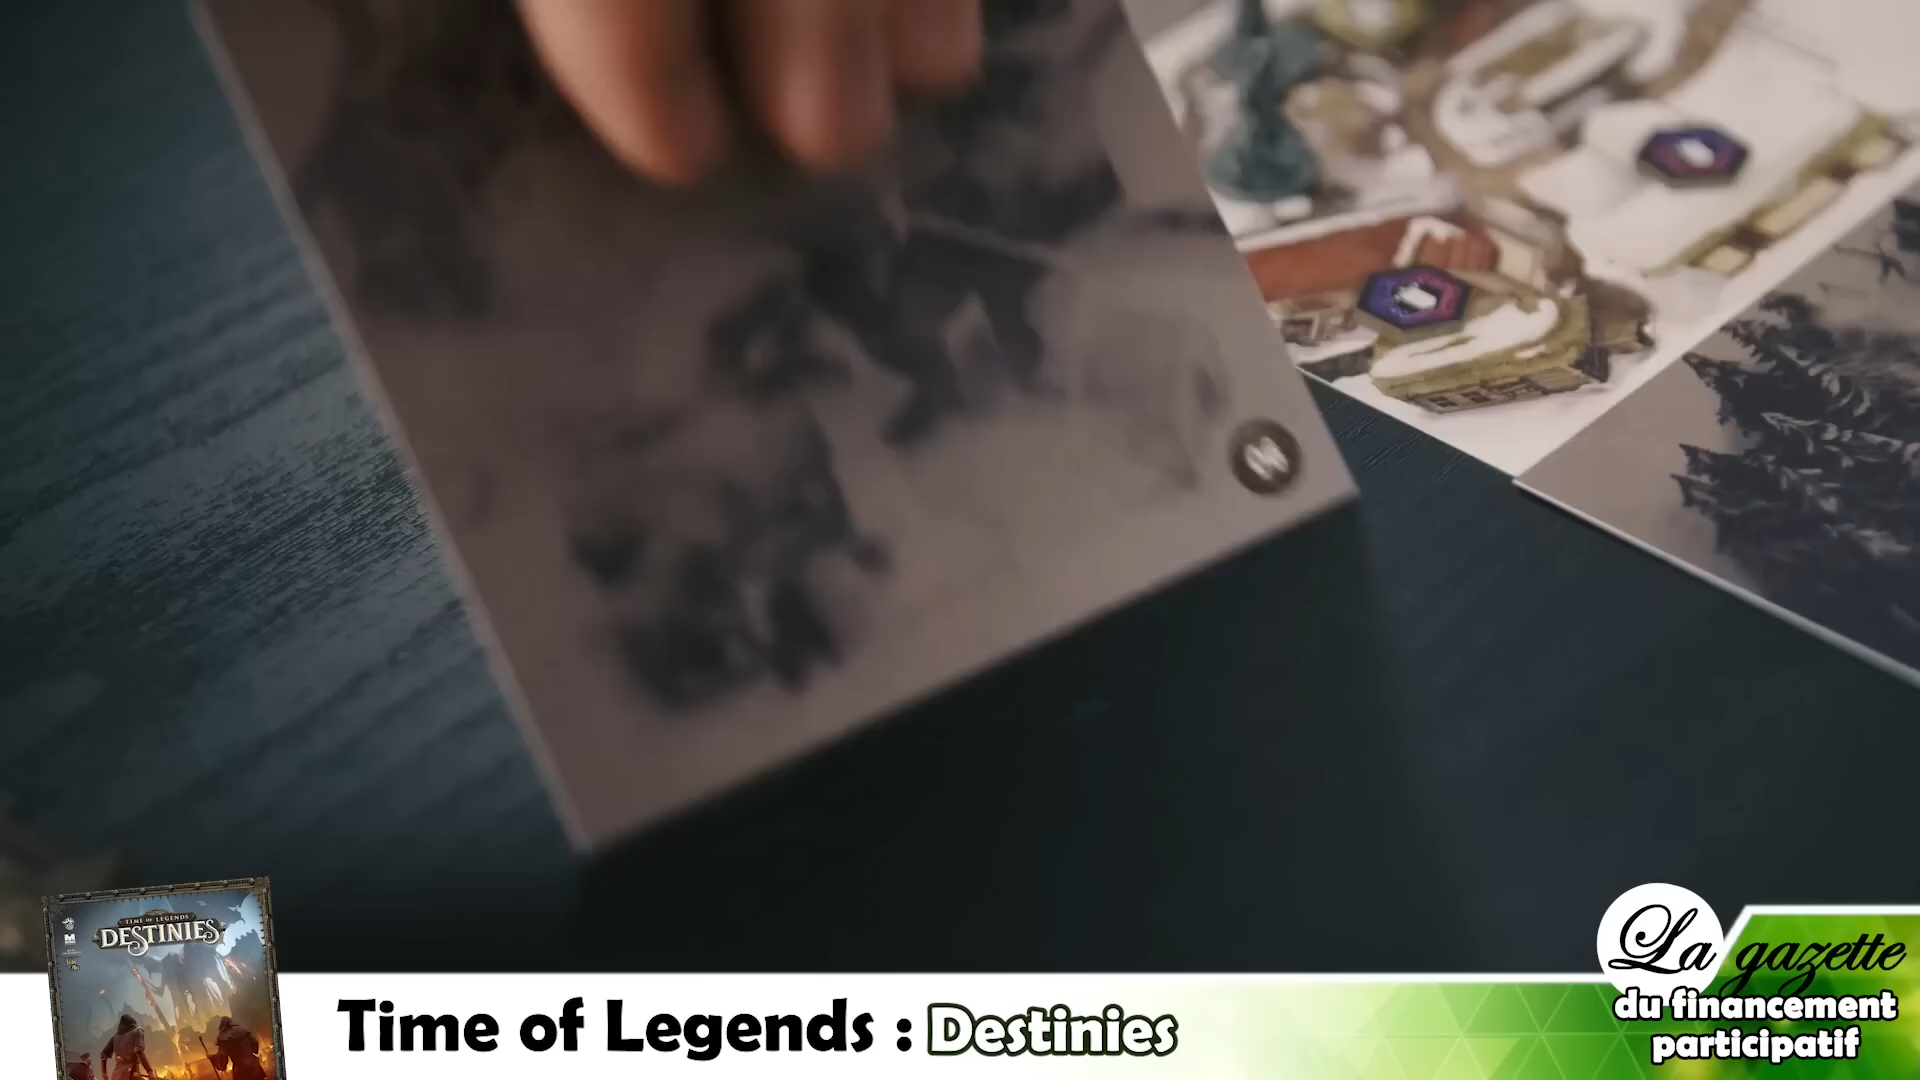 TIME OF LEGENDS
DESTINIES
Time of Legends : Destinies
La gazette
du financement
participatif